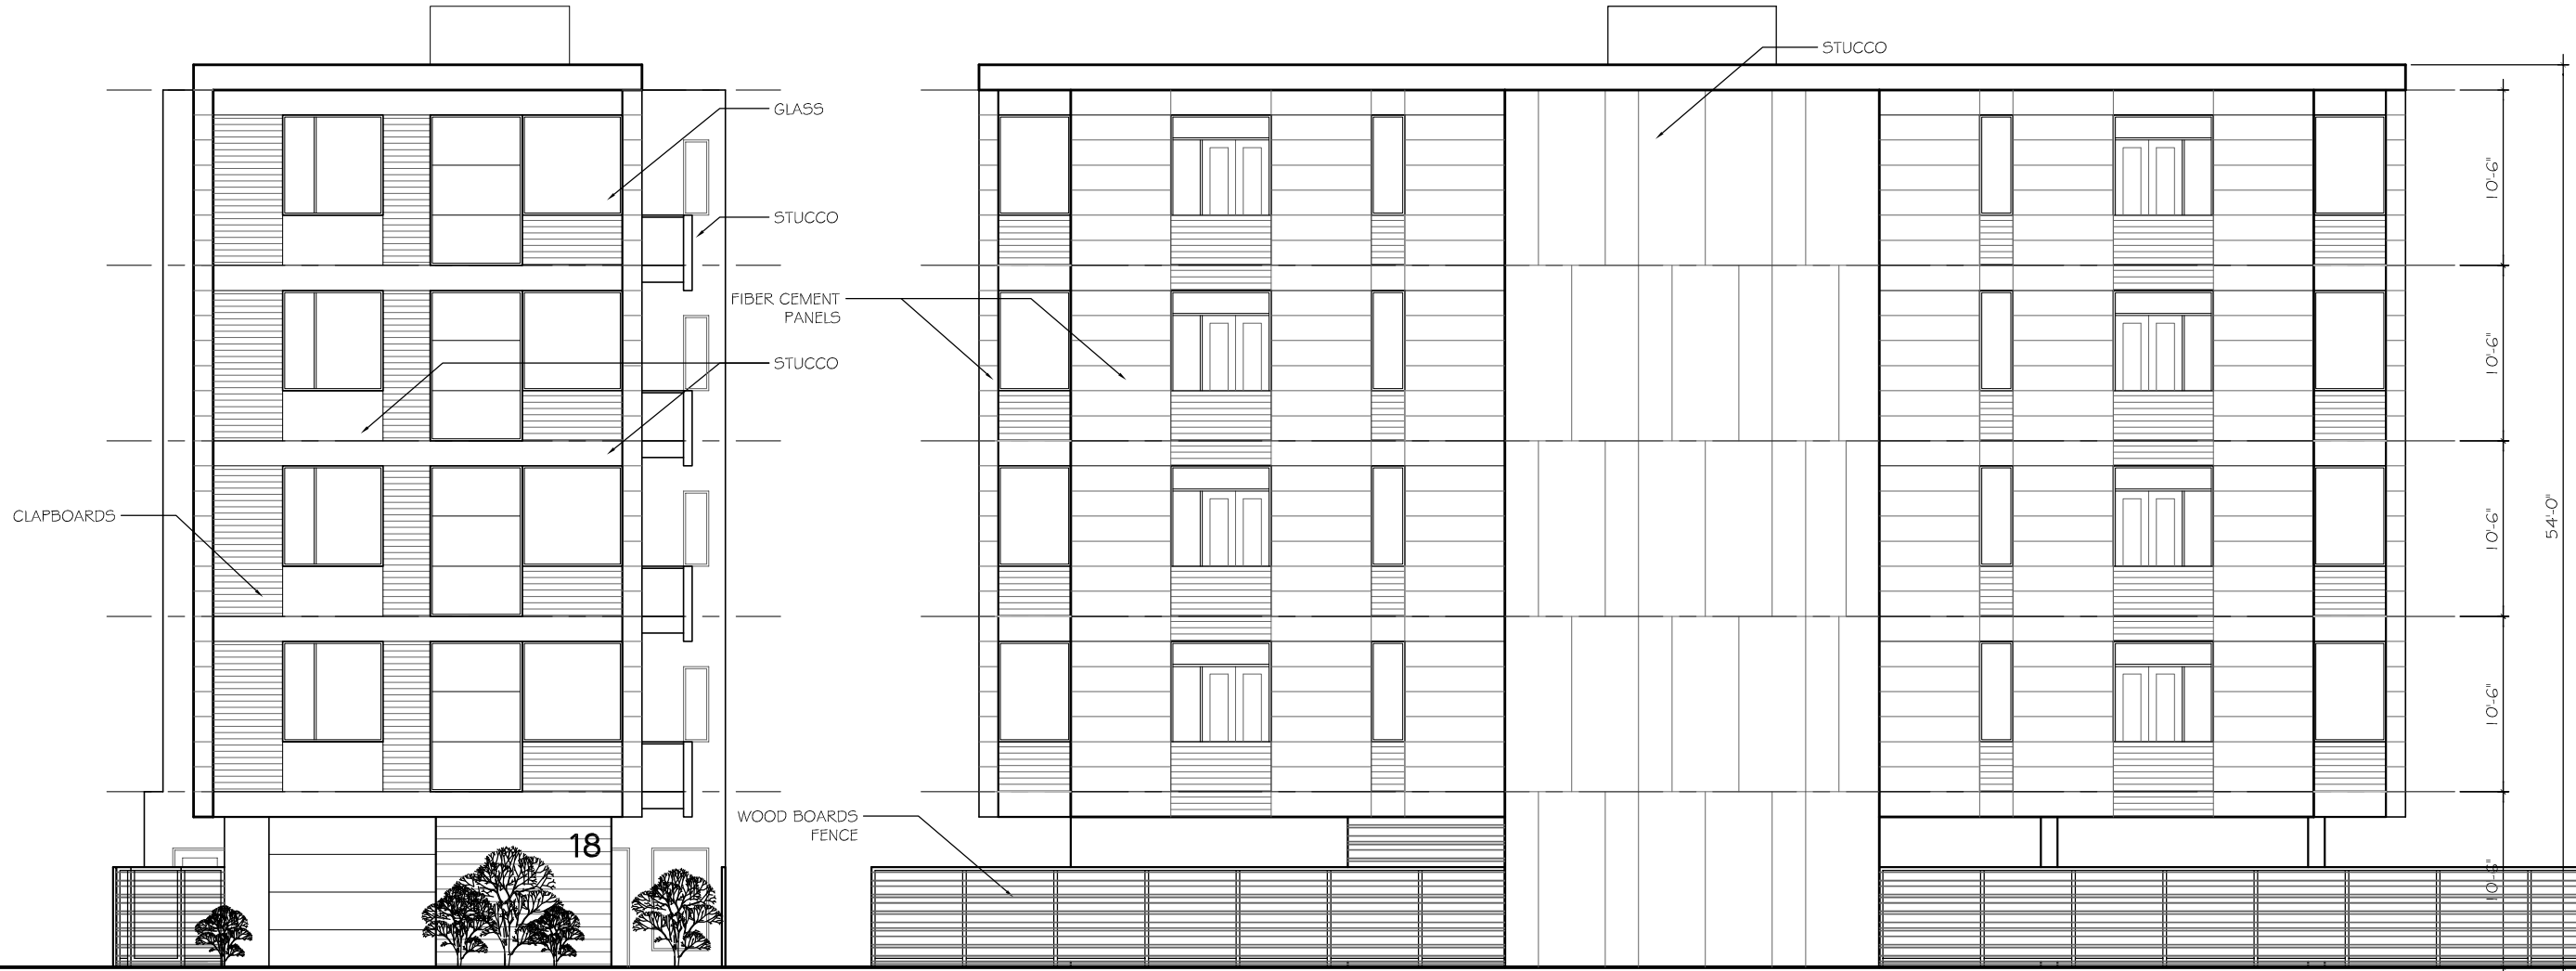 STUCCO
GLASS
STUCCO
FIBER CEMENT
PANELS
STUCCO
CLAPBOARDS
WOOD BOARDS
FENCE
18
10'-6"
10'-6"
10'-6"
10'-6"
10'-6"
54'-0"